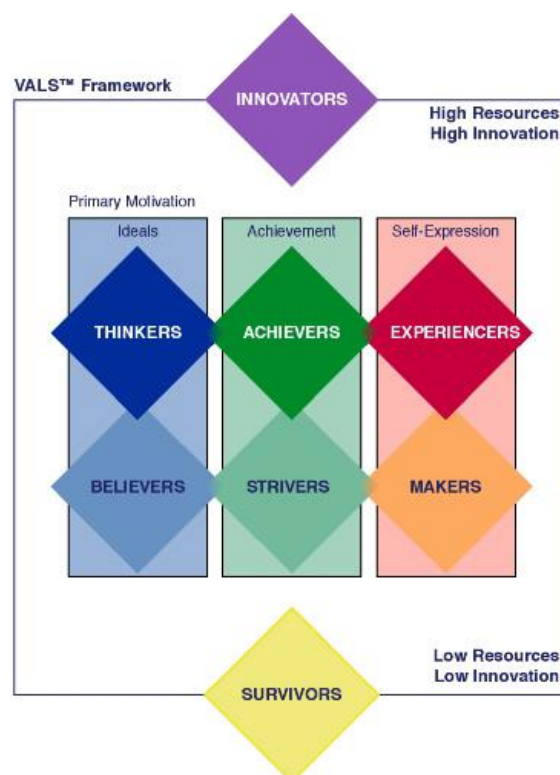 VALS™ Framework
INNOVATORS
High Resources
High Innovation
Primary Motivation
Ideals
Achievement
Self-Expression
THINKERS
ACHIEVERS
EXPERIENCERS
BELIEVERS
STRIVERS
MAKERS
Low Resources
Low Innovation
SURVIVORS